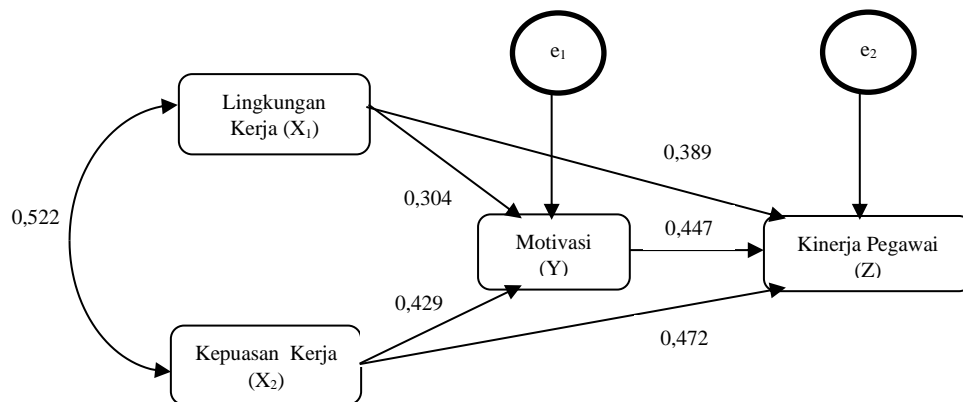 e₁
e₂
Lingkungan
Kerja (X₁)
0,389
0,304
0,522
Motivasi
(Y)
0,447
Kinerja Pegawai
(Z)
0,429
0,472
Kepuasan Kerja
(X₂)